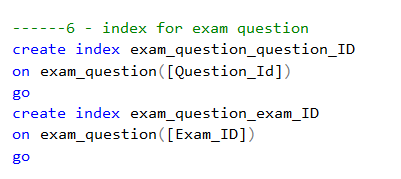 ------6 - index for exam question
create index exam_question_question_ID
on exam_question([Question_Id])
go
create index exam_question_exam_ID
on exam_question([Exam_ID])
go